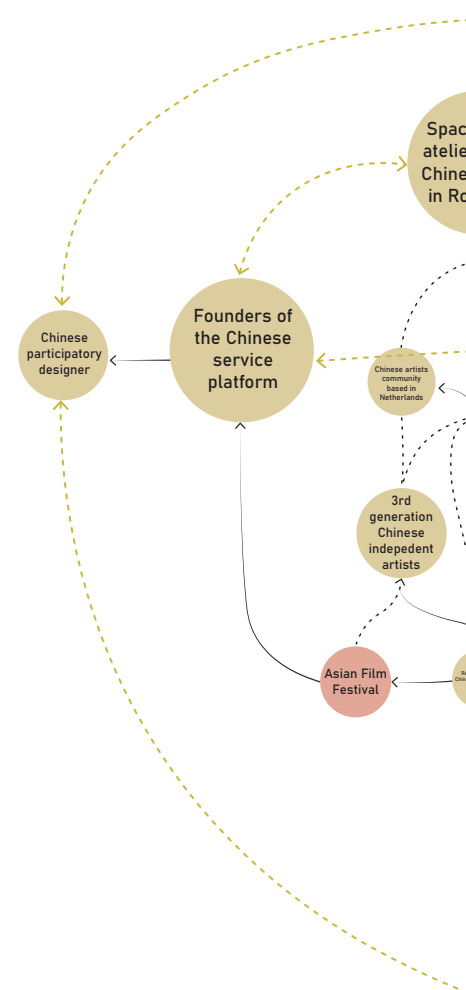 Spac
atelie
Chine
in Ro
Founders of
the Chinese
service
platform
Chinese
participatory
designer
Chinese artists
community
based in
Netherlands
3rd
generation
Chinese
indepedent
artists
Asian Film
Festival